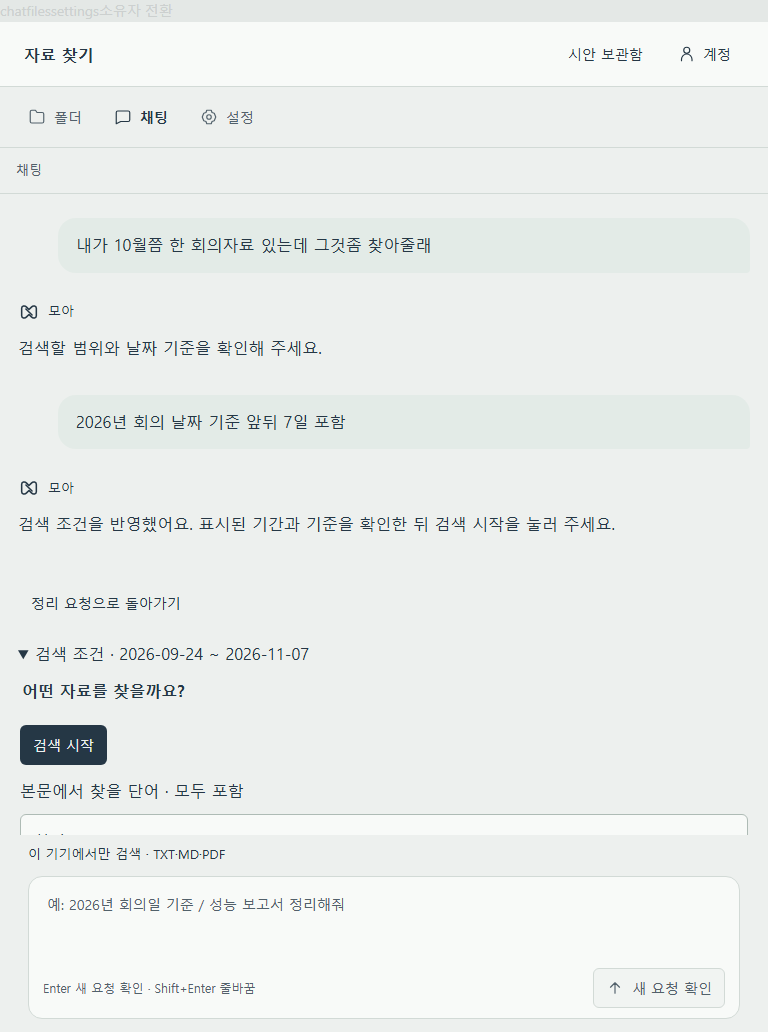 chatfilessettings소유자 전환
자료 찾기
시안 보관함
계정
폴더
채팅
설정
채팅
내가 10월쯤 한 회의자료 있는데 그것좀 찾아줄래
모아
검색할 범위와 날짜 기준을 확인해 주세요.
2026년 회의 날짜 기준 앞뒤 7일 포함
모아
검색 조건을 반영했어요. 표시된 기간과 기준을 확인한 뒤 검색 시작을 눌러 주세요.
정리 요청으로 돌아가기
▼ 검색 조건 · 2026-09-24 ~ 2026-11-07
어떤 자료를 찾을까요?
검색 시작
본문에서 찾을 단어 · 모두 포함
이 기기에서만 검색 · TXT·MD·PDF
예: 2026년 회의일 기준 / 성능 보고서 정리해줘
Enter 새 요청 확인 · Shift+Enter 줄바꿈
새 요청 확인